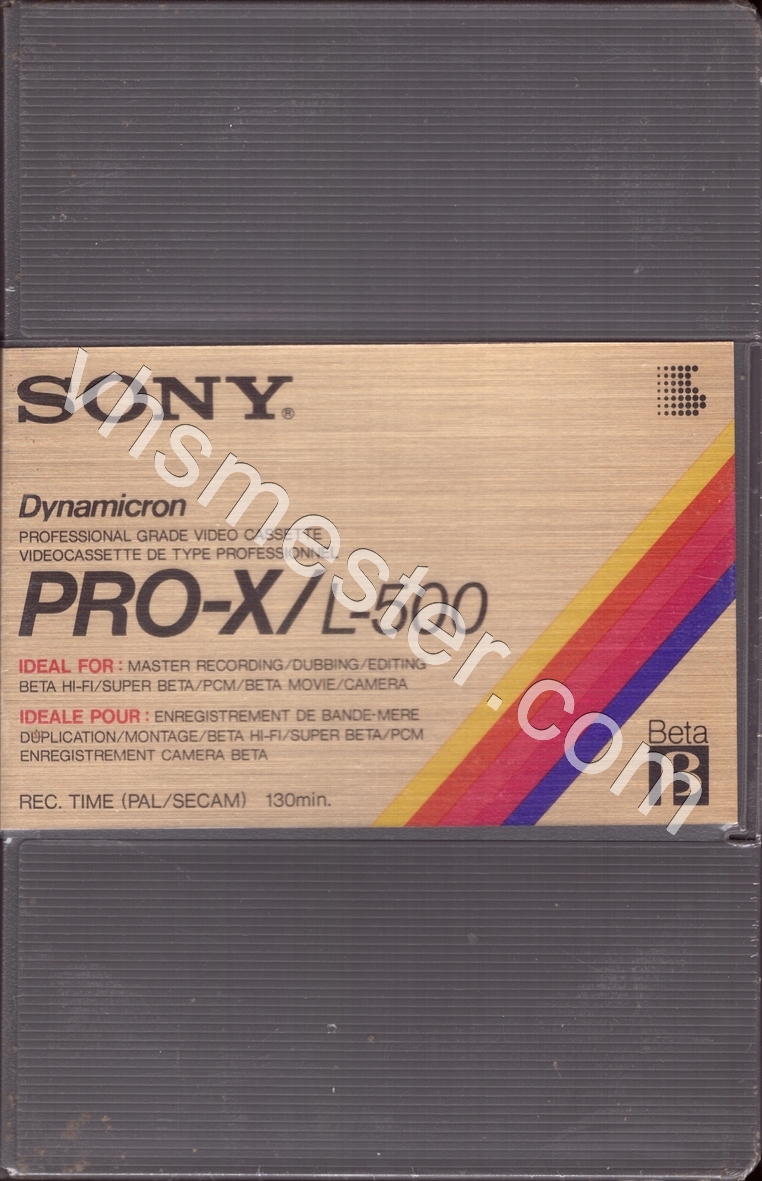 SONY®
Dynamicron
PROFESSIONAL GRADE VIDEO CASSETTE
VIDEOCASSETTE DE TYPE PROFESSIONNEL
PRO-X/L-500
IDEAL FOR : MASTER RECORDING/DUBBING/EDITING
BETA HI-FI/SUPER BETA/PCM/BETA MOVIE/CAMERA
IDEALE POUR : ENREGISTREMENT DE BANDE-MERE
DUPLICATION/MONTAGE/BETA HI-FI/SUPER BETA/PCM
ENREGISTREMENT CAMERA BETA
REC. TIME (PAL/SECAM) 130min.
Beta
B
vhsmester.com